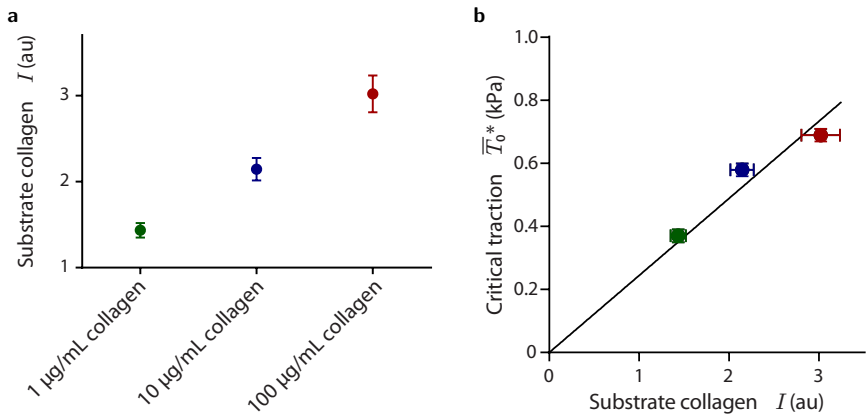 a
Substrate collagen I (au)
3
2
1
1 µg/mL collagen
10 µg/mL collagen
100 µg/mL collagen
b
Critical traction T̅₀* (kPa)
1.0
0.8
0.6
0.4
0.2
0
0 1 2 3
Substrate collagen I (au)